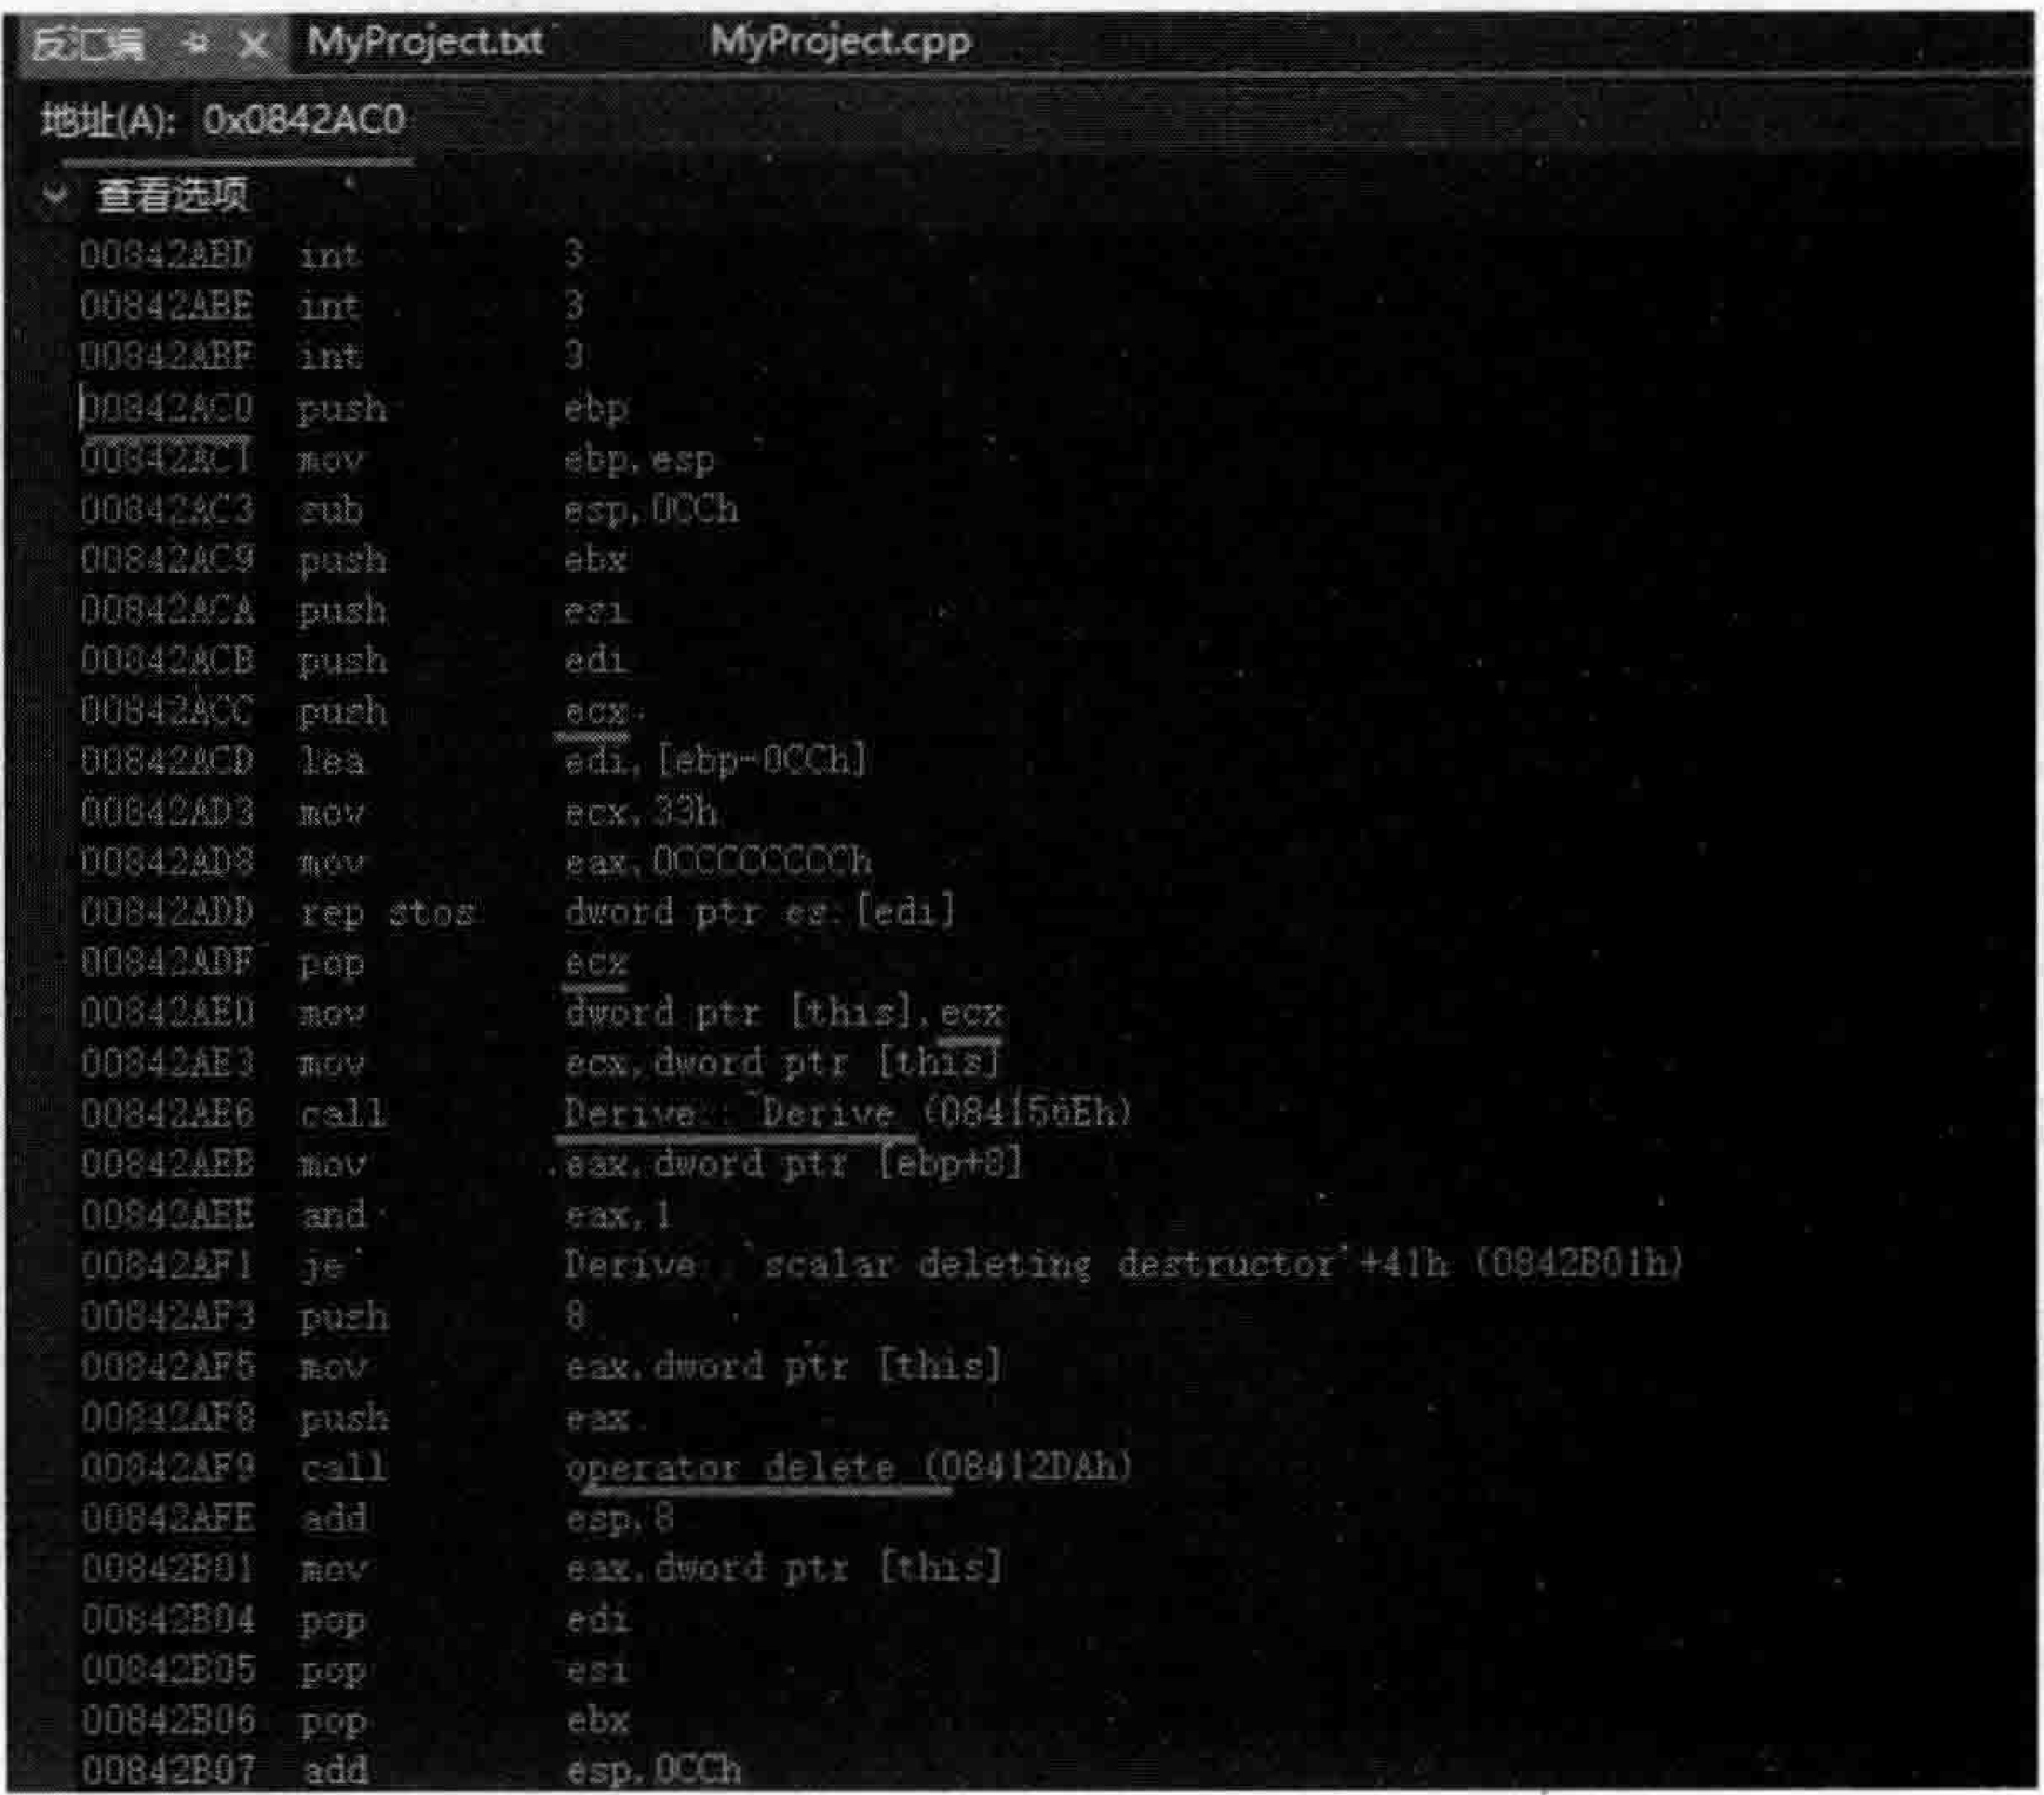 反汇编 MyProject.txt MyProject.cpp
地址(A): 0x0842AC0
查看选项
00842ABD int 3
00842ABE int 3
00842ABF int 3
00842AC0 push ebp
00842AC1 mov ebp,esp
00842AC3 sub esp,0CCh
00842AC9 push ebx
00842ACA push esi
00842ACB push edi
00842ACC push ecx
00842ACD lea edi,[ebp-0CCh]
00842AD3 mov ecx,33h
00842AD8 mov eax,0CCCCCCCCh
00842ADD rep stos dword ptr es:[edi]
00842ADF pop ecx
00842AE0 mov dword ptr [this],ecx
00842AE3 mov ecx,dword ptr [this]
00842AE6 call Derive::~Derive (084156Eh)
00842AEB mov eax,dword ptr [ebp+8]
00842AEE and eax,1
00842AF1 je Derive::`scalar deleting destructor'+41h (0842B01h)
00842AF3 push 8
00842AF5 mov eax,dword ptr [this]
00842AF8 push eax
00842AF9 call operator delete (08412DAh)
00842AFE add esp,8
00842B01 mov eax,dword ptr [this]
00842B04 pop edi
00842B05 pop esi
00842B06 pop ebx
00842B07 add esp,0CCh